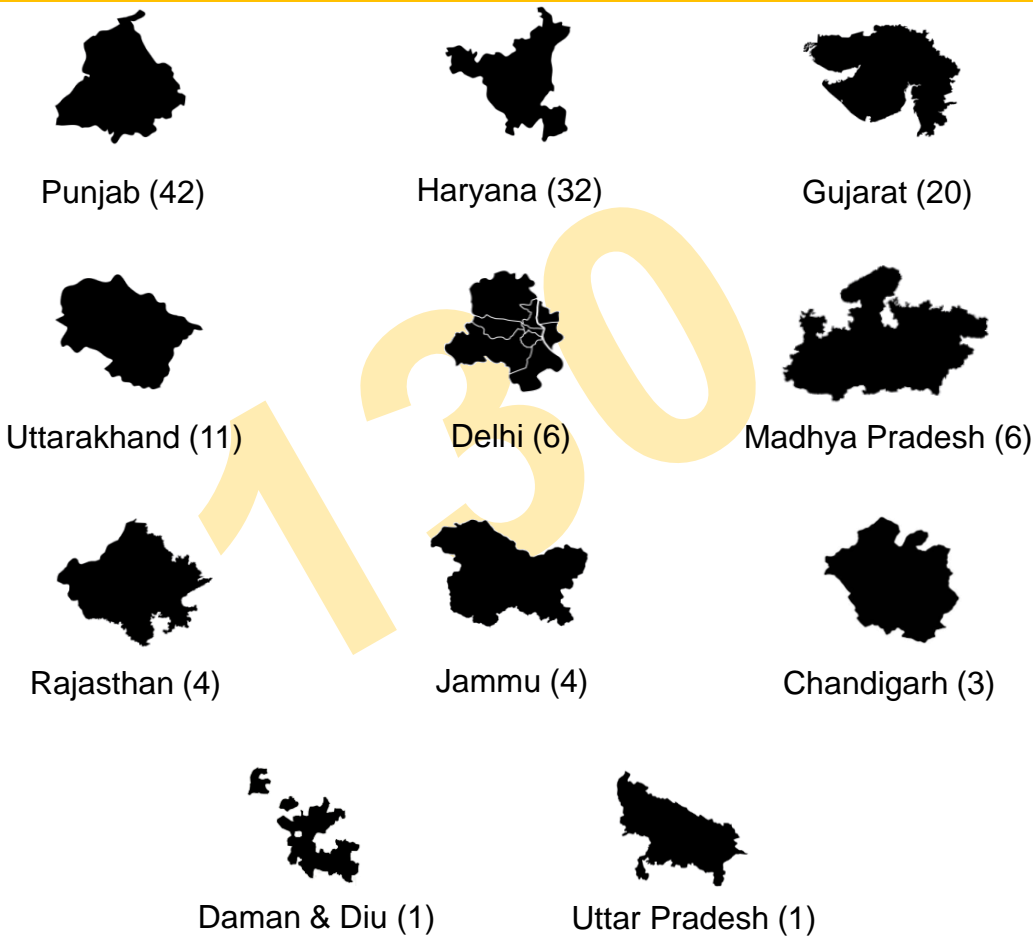 Punjab (42)
Haryana (32)
Gujarat (20)
130
Uttarakhand (11)
Delhi (6)
Madhya Pradesh (6)
Rajasthan (4)
Jammu (4)
Chandigarh (3)
Daman & Diu (1)
Uttar Pradesh (1)